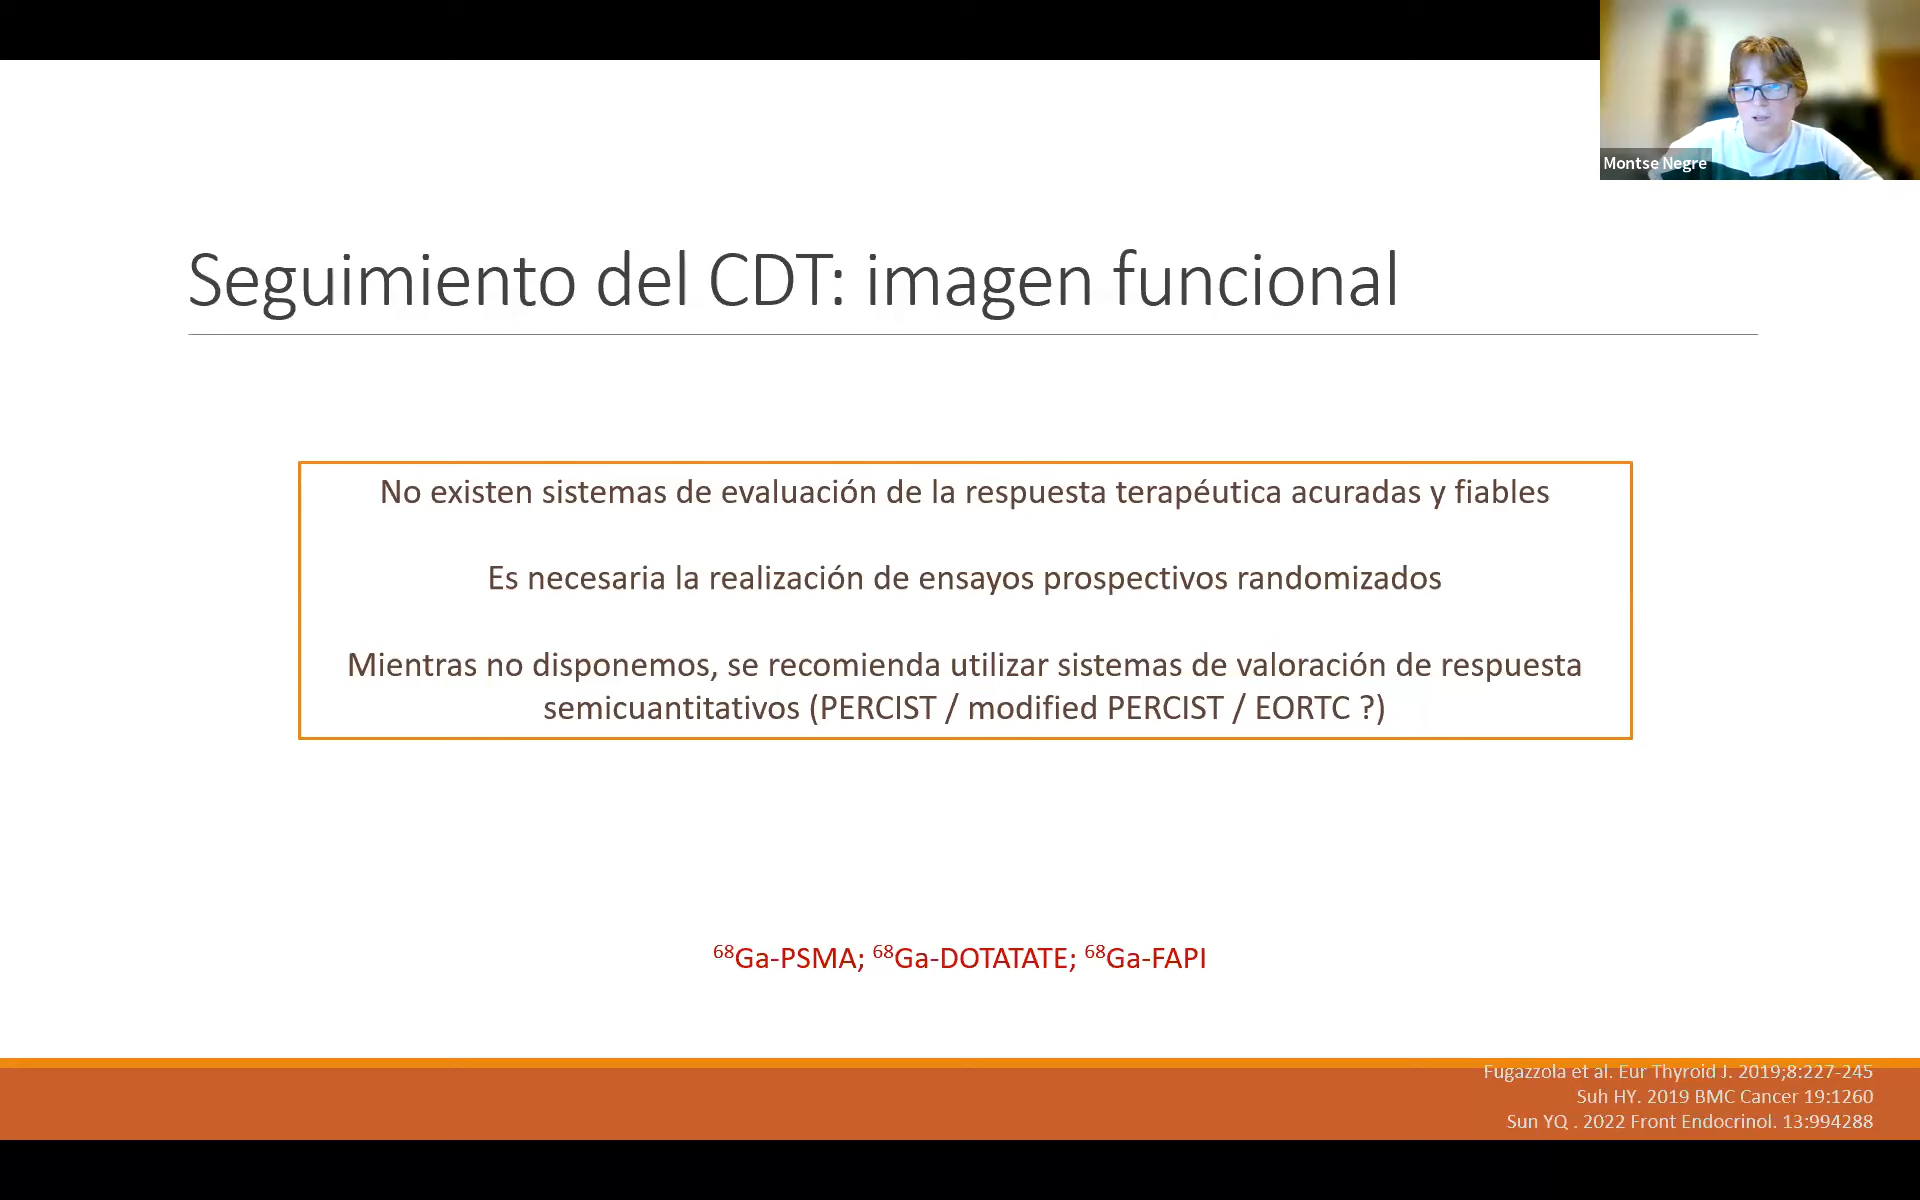 Montse Negre
Seguimiento del CDT: imagen funcional
No existen sistemas de evaluación de la respuesta terapéutica acuradas y fiables
Es necesaria la realización de ensayos prospectivos randomizados
Mientras no disponemos, se recomienda utilizar sistemas de valoración de respuesta
semicuantitativos (PERCIST / modified PERCIST / EORTC ?)
⁶⁸Ga-PSMA; ⁶⁸Ga-DOTATATE; ⁶⁸Ga-FAPI
Fugazzola et al. Eur Thyroid J. 2019;8:227-245
Suh HY. 2019 BMC Cancer 19:1260
Sun YQ . 2022 Front Endocrinol. 13:994288